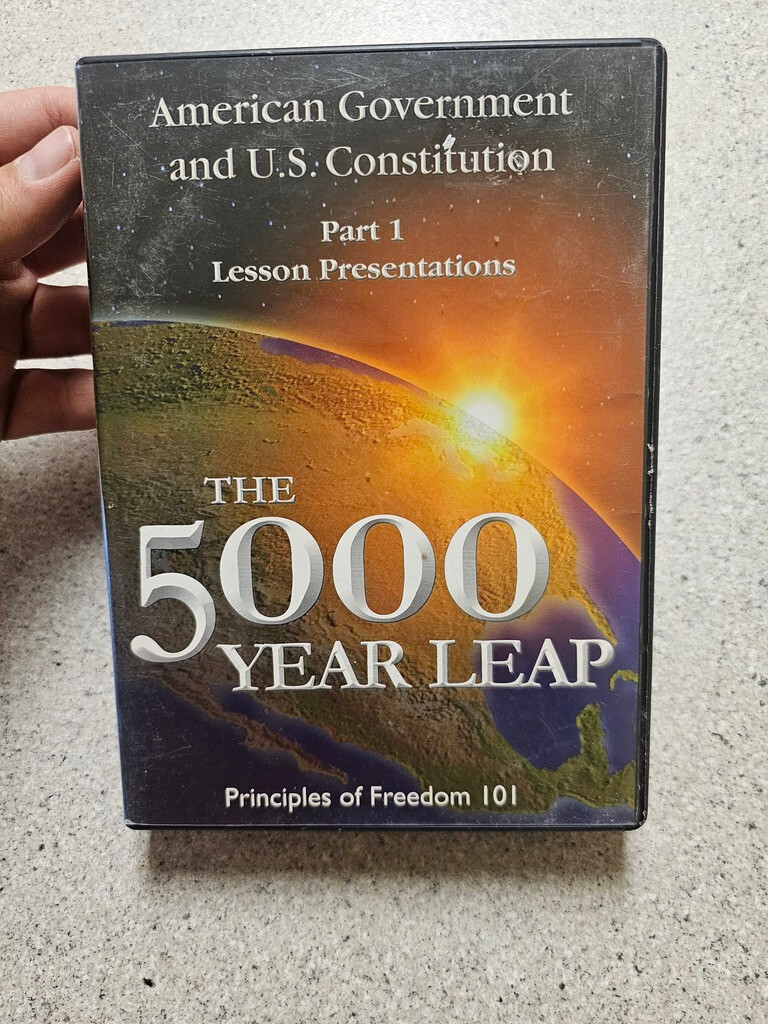 American Government
and U.S. Constitution
Part 1
Lesson Presentations
THE
5000
YEAR LEAP
Principles of Freedom 101